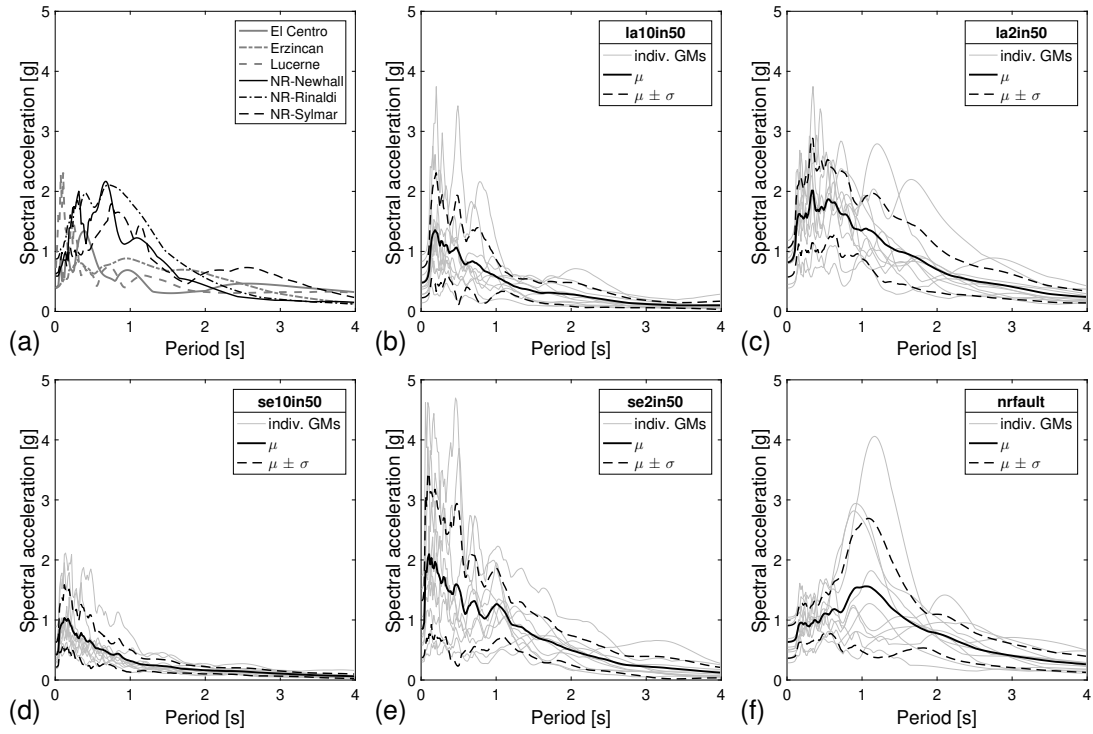 5
4
3
2
1
0
Spectral acceleration [g]
El Centro
Erzincan
Lucerne
NR-Newhall
NR-Rinaldi
NR-Sylmar
0 1 2 3 4
Period [s]
(a)
5
4
3
2
1
0
Spectral acceleration [g]
la10in50
indiv. GMs
μ
μ ± σ
0 1 2 3 4
Period [s]
(b)
5
4
3
2
1
0
Spectral acceleration [g]
la2in50
indiv. GMs
μ
μ ± σ
0 1 2 3 4
Period [s]
(c)
5
4
3
2
1
0
Spectral acceleration [g]
se10in50
indiv. GMs
μ
μ ± σ
0 1 2 3 4
Period [s]
(d)
5
4
3
2
1
0
Spectral acceleration [g]
se2in50
indiv. GMs
μ
μ ± σ
0 1 2 3 4
Period [s]
(e)
5
4
3
2
1
0
Spectral acceleration [g]
nrfault
indiv. GMs
μ
μ ± σ
0 1 2 3 4
Period [s]
(f)